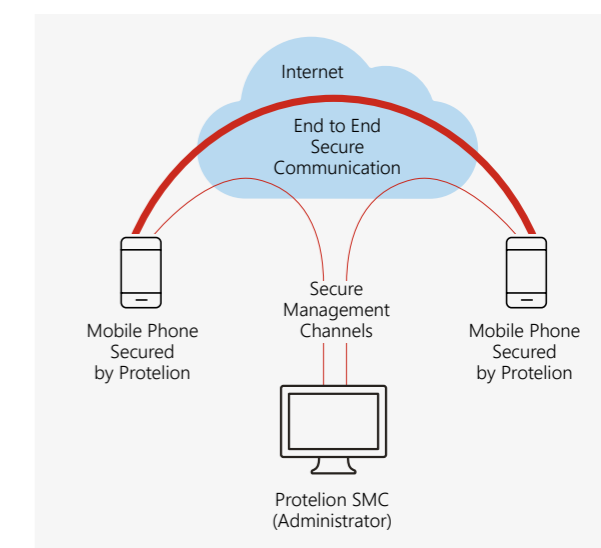 Internet
End to End
Secure
Communication
Secure
Management
Channels
Mobile Phone
Secured
by Protelion
Mobile Phone
Secured
by Protelion
Protelion SMC
(Administrator)